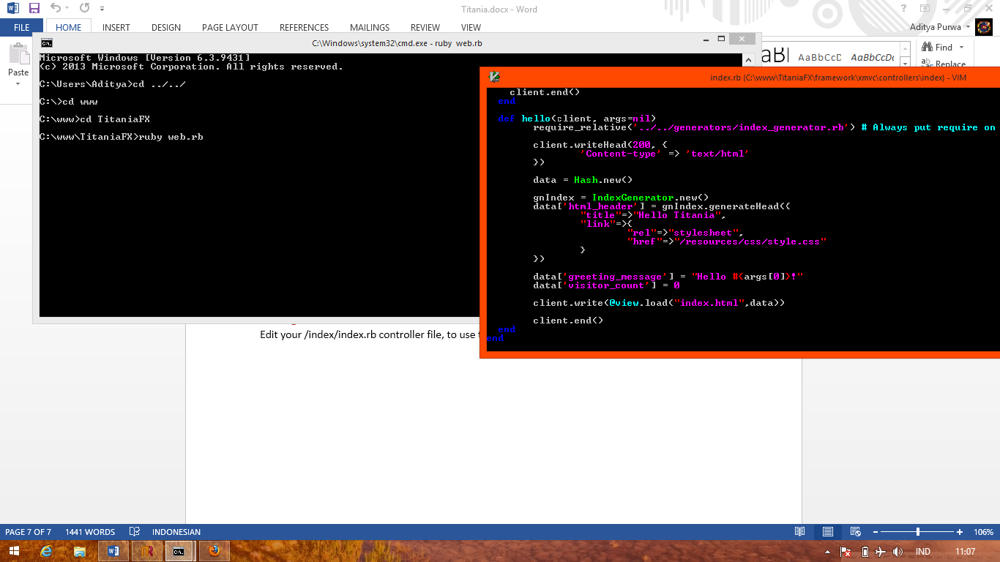 Titania.docx - Word
FILE
HOME
INSERT
DESIGN
PAGE LAYOUT
REFERENCES
MAILINGS
REVIEW
VIEW
Aditya Purwa
Paste
AaBbCcD
AaBbCcDc
Find
Replace
C:\Windows\system32\cmd.exe - ruby web.rb
Microsoft Windows [Version 6.3.9431]
(c) 2013 Microsoft Corporation. All rights reserved.
C:\Users\Aditya>cd ../../
C:\>cd www
C:\www>cd TitaniaFX
C:\www\TitaniaFX>ruby web.rb
index.rb (C:\www\TitaniaFX\framework\xmvc\controllers\index) - VIM
client.end()
end
def hello(client, args=nil)
require_relative('../../generators/index_generator.rb') # Always put require on
client.writeHead(200, {
'Content-type' => 'text/html'
})
data = Hash.new()
gnIndex = IndexGenerator.new()
data['html_header'] = gnIndex.generateHead({
"title"=>"Hello Titania",
"link"=>{
"rel"=>"stylesheet",
"href"=>"/resources/css/style.css"
}
})
data['greeting_message'] = "Hello #{args[0]}!"
data['visitor_count'] = 0
client.write(@view.load("index.html",data))
client.end()
end
end
Edit your /index/index.rb controller file, to use
PAGE 7 OF 7
1441 WORDS
INDONESIAN
106%
IND
11:07